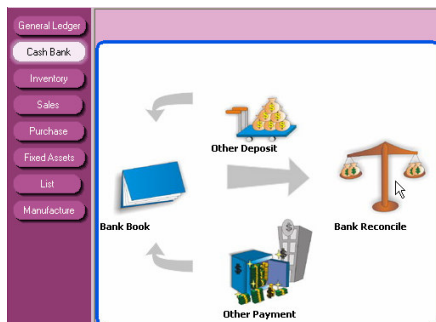 General Ledger
Cash Bank
Inventory
Sales
Purchase
Fixed Assets
List
Manufacture
Other Deposit
Bank Book
Bank Reconcile
Other Payment